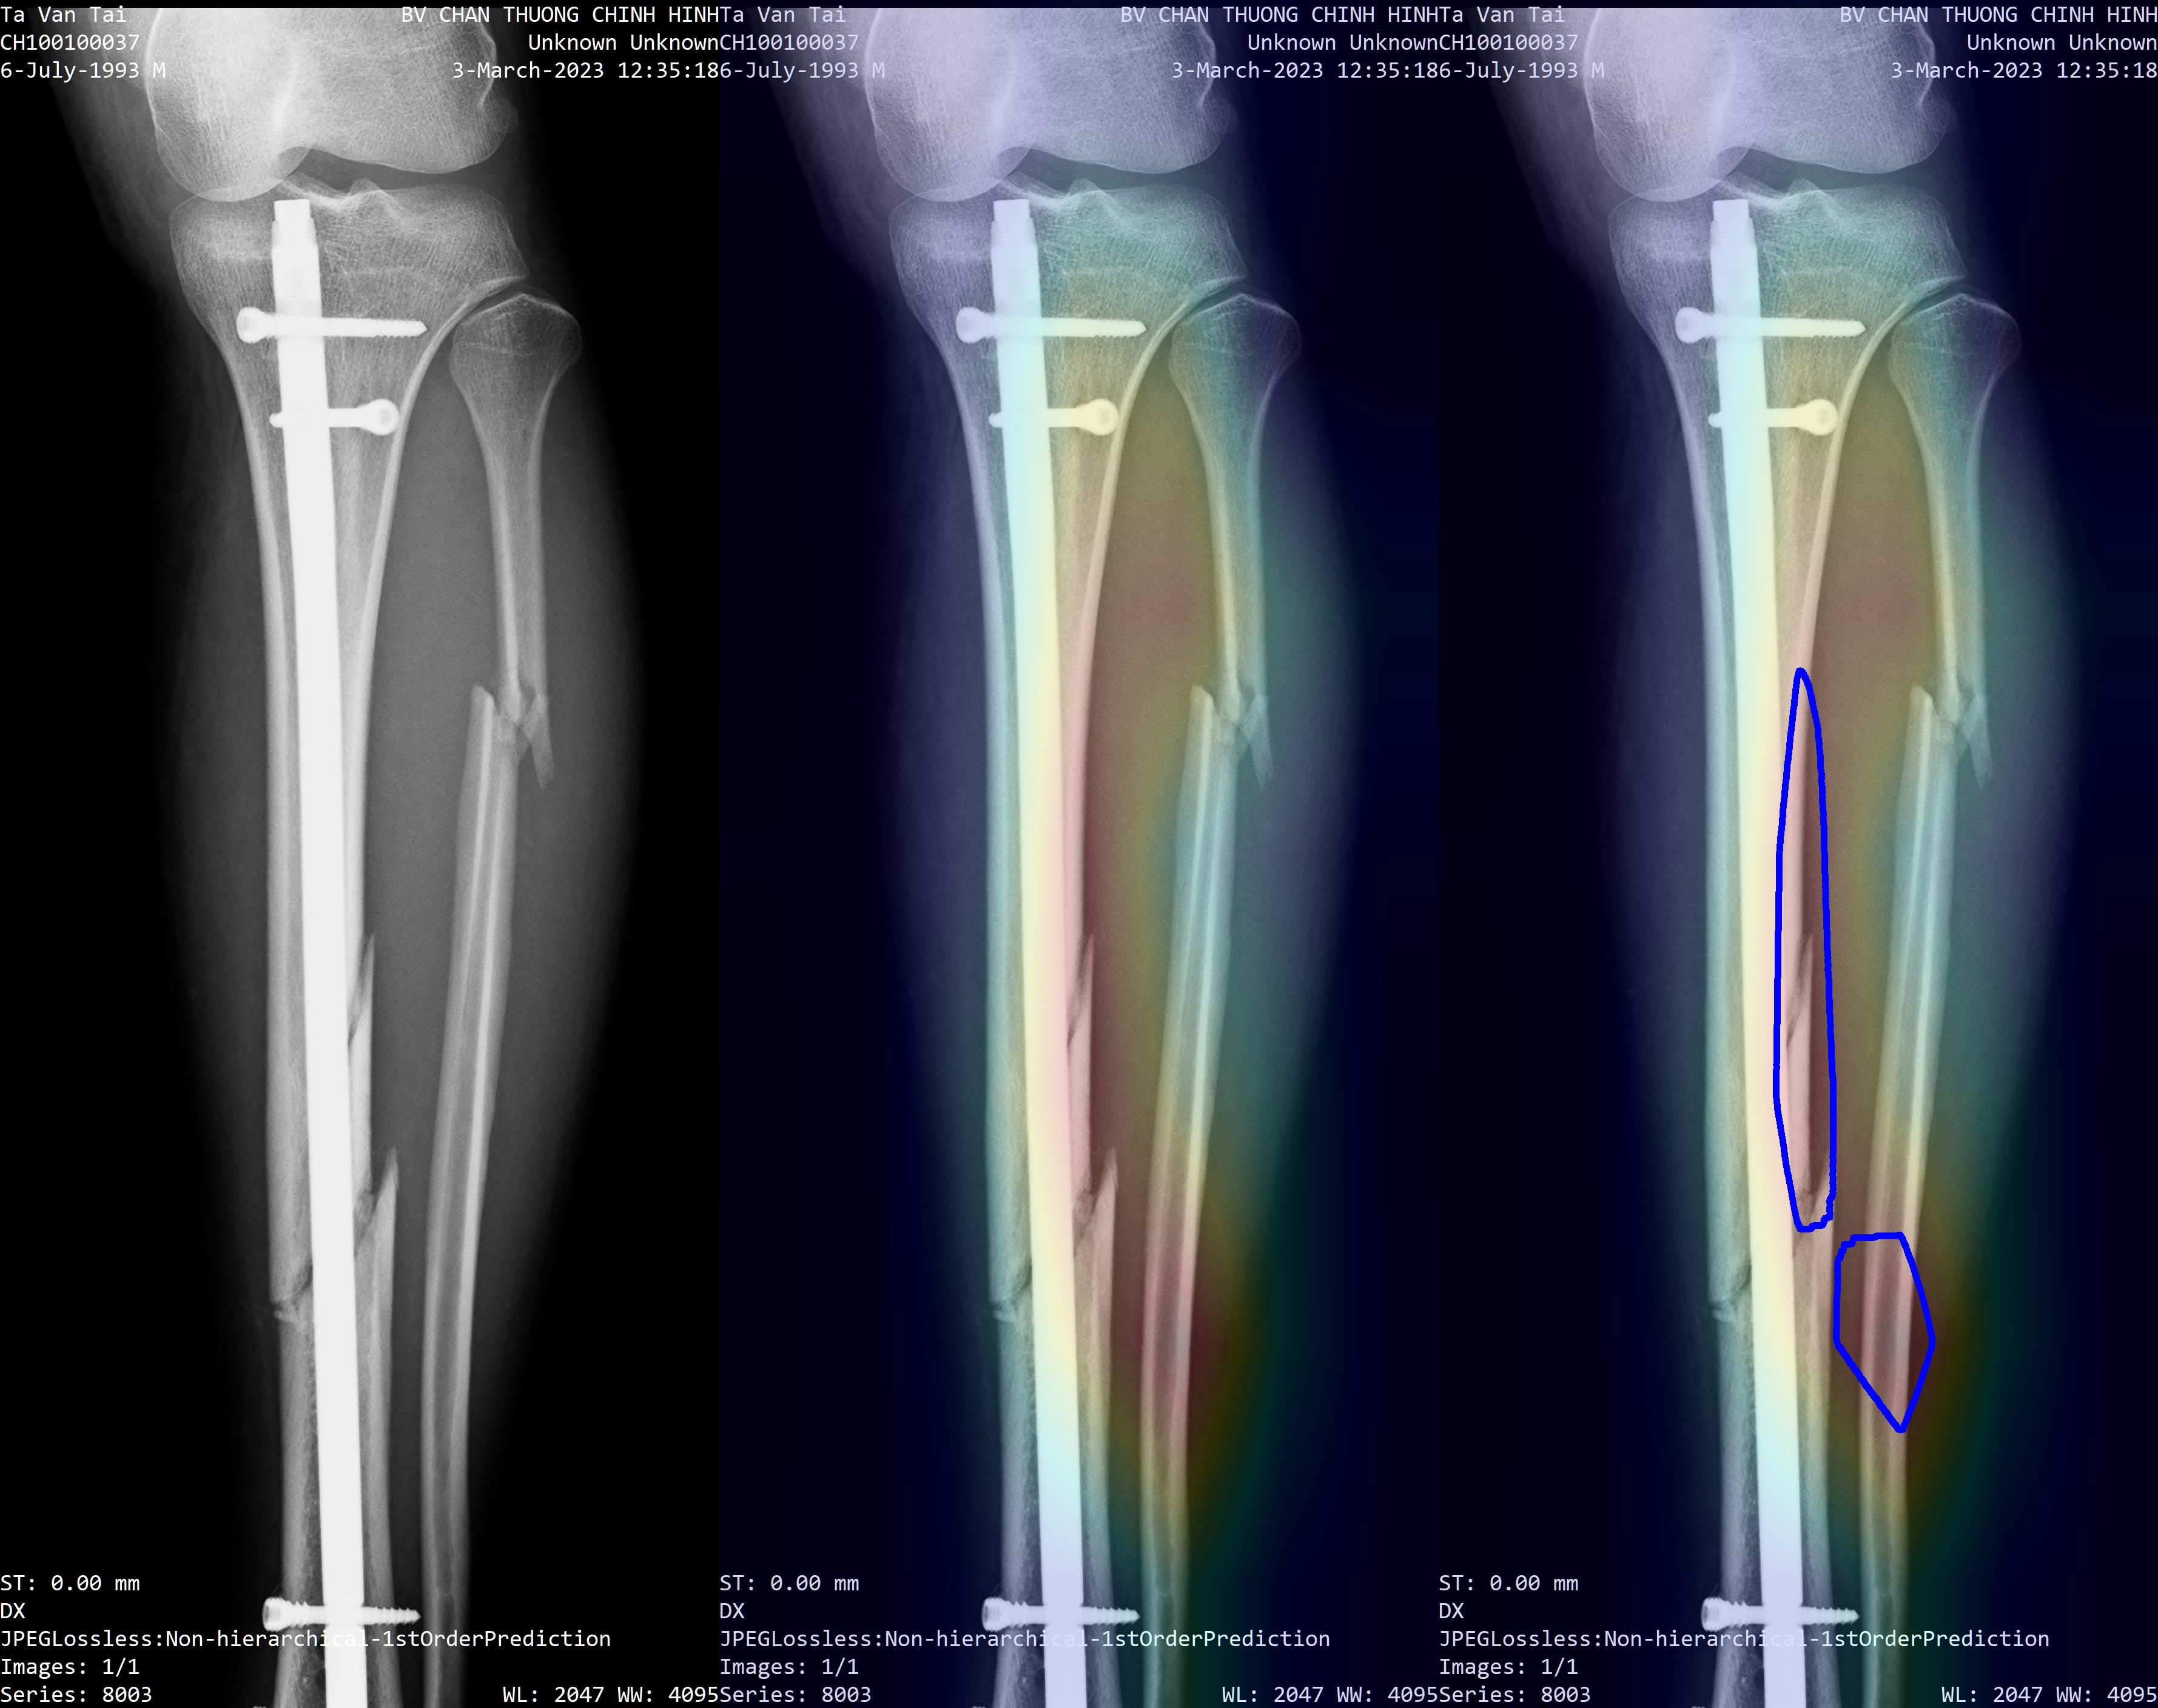 Ta Van Tai
BV CHAN THUONG CHINH HINH
CH100100037
Unknown Unknown
6-July-1993 M
3-March-2023 12:35:18
ST: 0.00 mm
DX
JPEGLossless:Non-hierarchical-1stOrderPrediction
Images: 1/1
Series: 8003
WL: 2047 WW: 4095
Ta Van Tai
BV CHAN THUONG CHINH HINH
CH100100037
Unknown Unknown
6-July-1993 M
3-March-2023 12:35:18
ST: 0.00 mm
DX
JPEGLossless:Non-hierarchical-1stOrderPrediction
Images: 1/1
Series: 8003
WL: 2047 WW: 4095
Ta Van Tai
BV CHAN THUONG CHINH HINH
CH100100037
Unknown Unknown
6-July-1993 M
3-March-2023 12:35:18
ST: 0.00 mm
DX
JPEGLossless:Non-hierarchical-1stOrderPrediction
Images: 1/1
Series: 8003
WL: 2047 WW: 4095